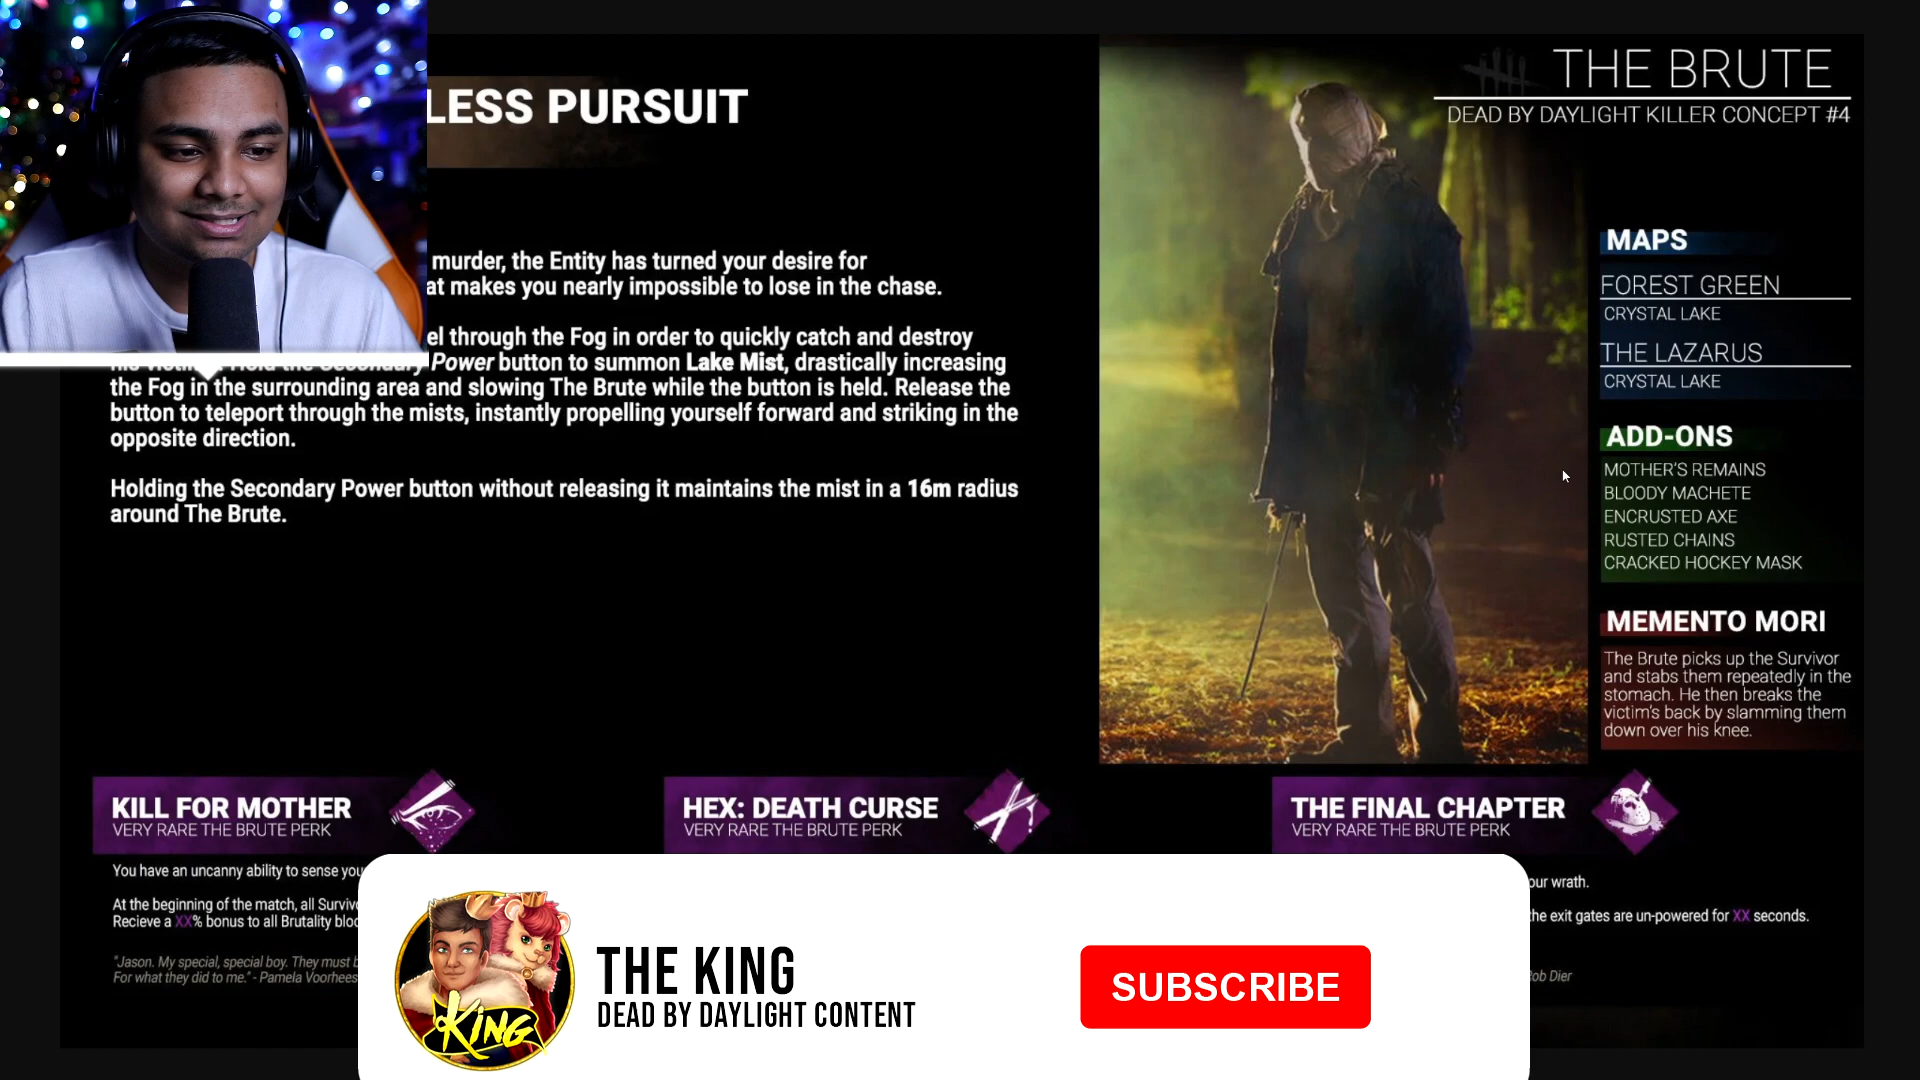 LESS PURSUIT
murder, the Entity has turned your desire for
at makes you nearly impossible to lose in the chase.
el through the Fog in order to quickly catch and destroy
Power button to summon Lake Mist, drastically increasing
the Fog in the surrounding area and slowing The Brute while the button is held. Release the
button to teleport through the mists, instantly propelling yourself forward and striking in the
opposite direction.
Holding the Secondary Power button without releasing it maintains the mist in a 16m radius
around The Brute.
THE BRUTE
DEAD BY DAYLIGHT KILLER CONCEPT #4
MAPS
FOREST GREEN
CRYSTAL LAKE
THE LAZARUS
CRYSTAL LAKE
ADD-ONS
MOTHER'S REMAINS
BLOODY MACHETE
ENCRUSTED AXE
RUSTED CHAINS
CRACKED HOCKEY MASK
MEMENTO MORI
The Brute picks up the Survivor
and stabs them repeatedly in the
stomach. He then breaks the
victim's back by slamming them
down over his knee.
KILL FOR MOTHER
VERY RARE THE BRUTE PERK
You have an uncanny ability to sense you
At the beginning of the match, all Survivo
Recieve a XX% bonus to all Brutality bloo
"Jason. My special, special boy. They must b
For what they did to me." - Pamela Voorhees
HEX: DEATH CURSE
VERY RARE THE BRUTE PERK
THE FINAL CHAPTER
VERY RARE THE BRUTE PERK
our wrath.
the exit gates are un-powered for XX seconds.
Rob Dier
KING
THE KING
DEAD BY DAYLIGHT CONTENT
SUBSCRIBE